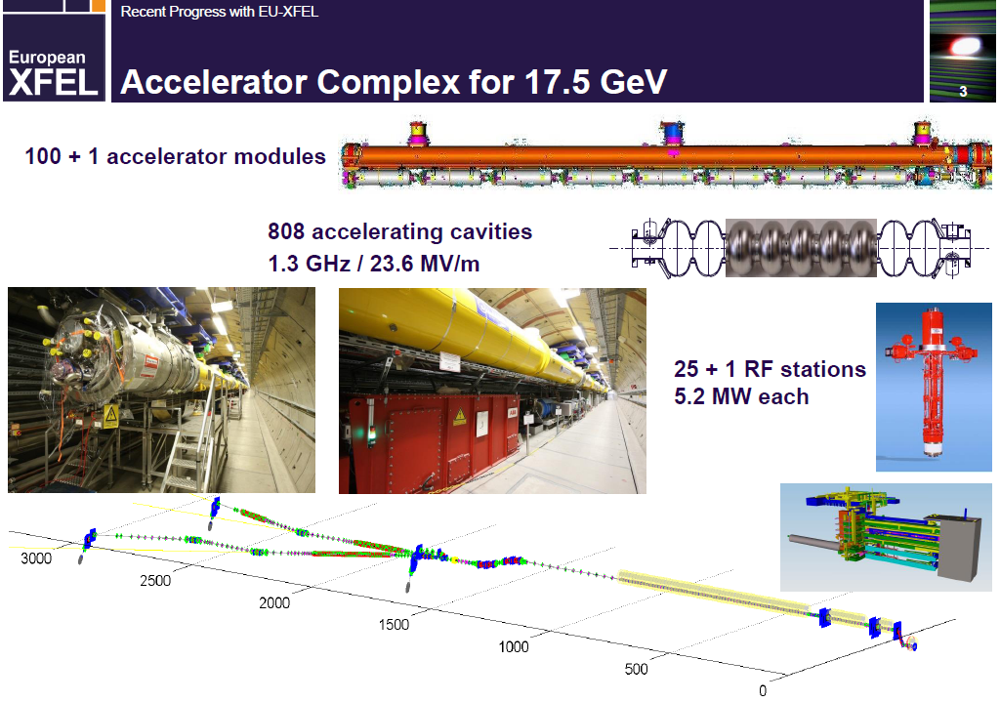 Recent Progress with EU-XFEL
European
XFEL
Accelerator Complex for 17.5 GeV
3
100 + 1 accelerator modules
808 accelerating cavities
1.3 GHz / 23.6 MV/m
25 + 1 RF stations
5.2 MW each
3000
2500
2000
1500
1000
500
0